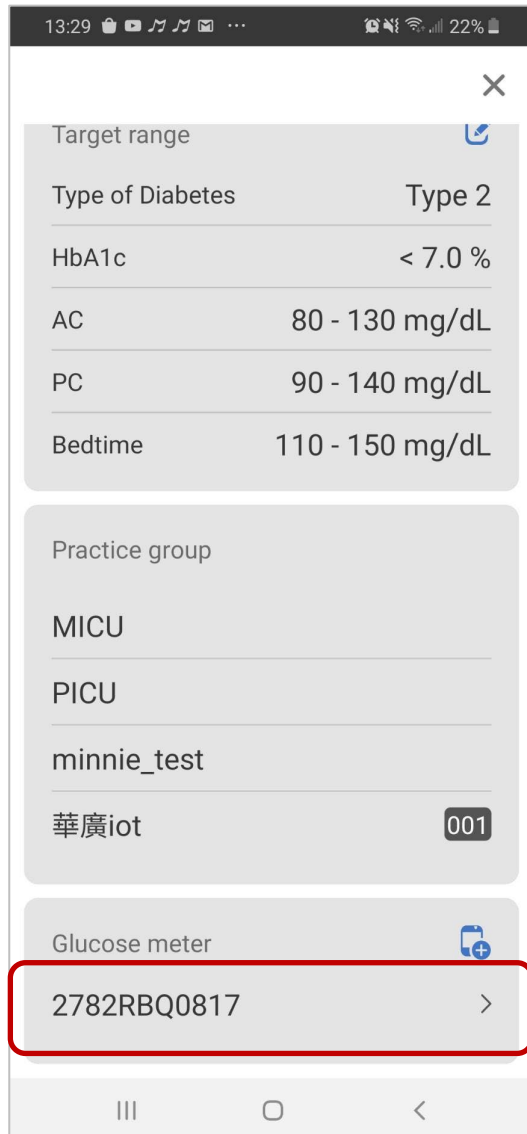 13:29 22%
Target range
Type of Diabetes Type 2
HbA1c < 7.0 %
AC 80 - 130 mg/dL
PC 90 - 140 mg/dL
Bedtime 110 - 150 mg/dL
Practice group
MICU
PICU
minnie_test
華廣iot 001
Glucose meter
2782RBQ0817